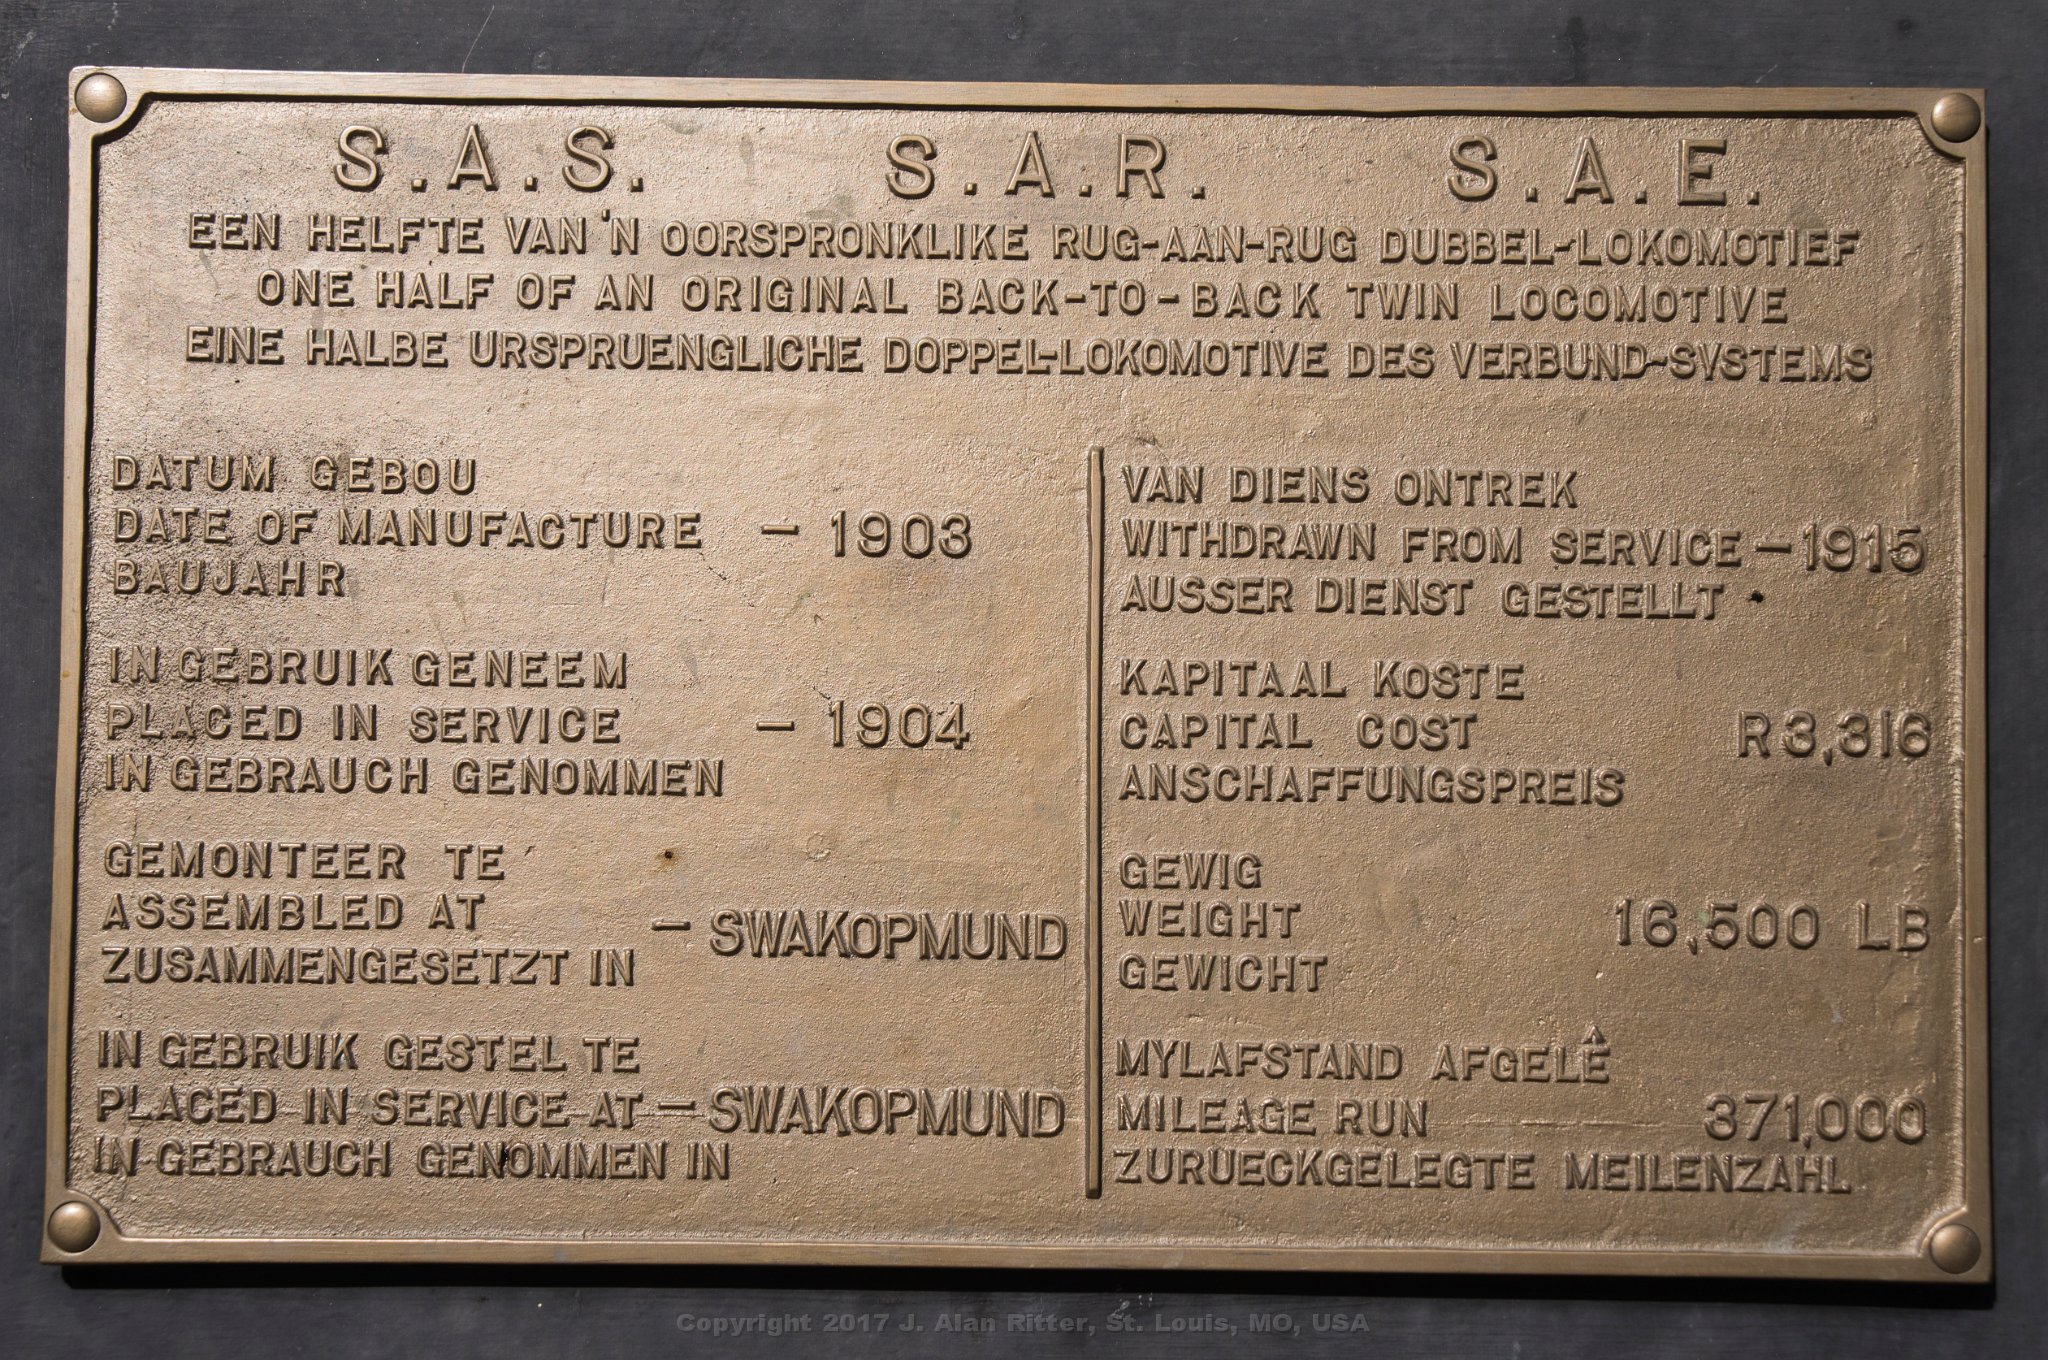 S.A.S. S.A.R. S.A.E.
EEN HELFTE VAN 'N OORSPRONKLIKE RUG-AAN-RUG DUBBEL-LOKOMOTIEF
ONE HALF OF AN ORIGINAL BACK-TO-BACK TWIN LOCOMOTIVE
EINE HALBE URSPRUENGLICHE DOPPEL-LOKOMOTIVE DES VERBUND-SYSTEMS
DATUM GEBOU
DATE OF MANUFACTURE - 1903
BAUJAHR
IN GEBRUIK GENEEM
PLACED IN SERVICE - 1904
IN GEBRAUCH GENOMMEN
GEMONTEER TE
ASSEMBLED AT - SWAKOPMUND
ZUSAMMENGESETZT IN
IN GEBRUIK GESTEL TE
PLACED IN SERVICE AT - SWAKOPMUND
IN GEBRAUCH GENOMMEN IN
VAN DIENS ONTREK
WITHDRAWN FROM SERVICE - 1915
AUSSER DIENST GESTELLT
KAPITAAL KOSTE
CAPITAL COST R3,316
ANSCHAFFUNGSPREIS
GEWIG
WEIGHT 16,500 LB
GEWICHT
MYLAFSTAND AFGELÊ
MILEAGE RUN 371,000
ZURUECKGELEGTE MEILENZAHL
Copyright 2017 J. Alan Ritter, St. Louis, MO, USA